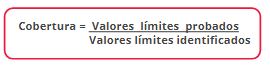 Cobertura = Valores límites probados
Valores límites identificados